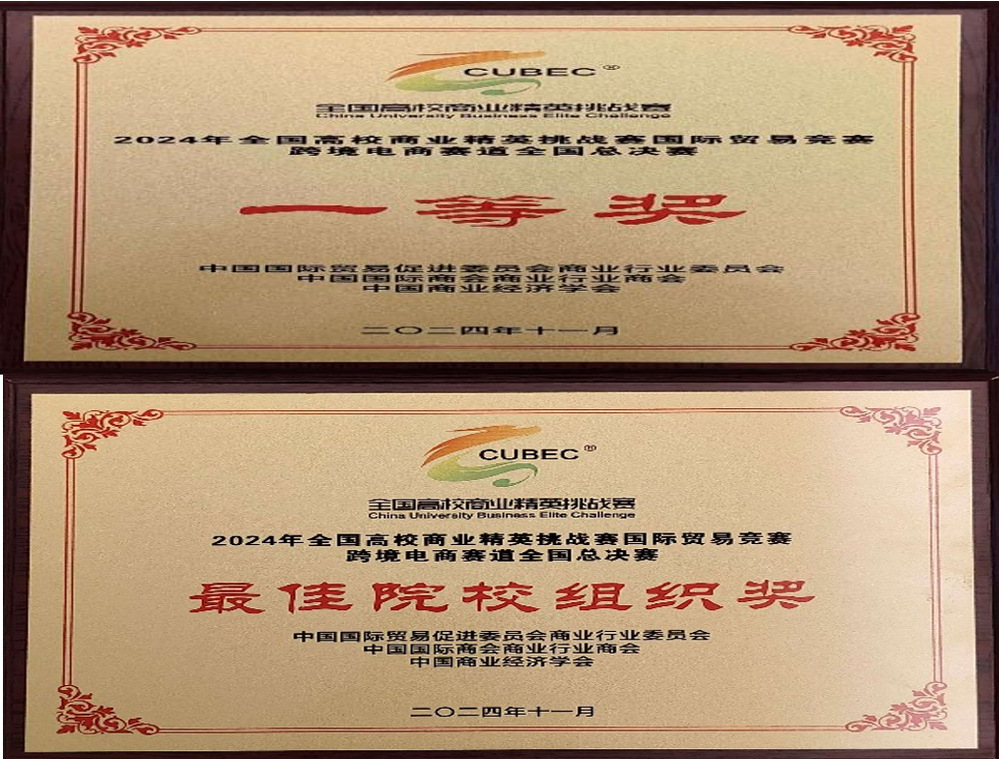 CUBEC®
全国高校商业精英挑战赛
China University Business Elite Challenge
2024年全国高校商业精英挑战赛国际贸易竞赛
跨境电商赛道全国总决赛
一等奖
中国国际贸易促进委员会商业行业委员会
中国国际商会商业行业商会
中国商业经济学会
二〇二四年十一月
CUBEC®
全国高校商业精英挑战赛
China University Business Elite Challenge
2024年全国高校商业精英挑战赛国际贸易竞赛
跨境电商赛道全国总决赛
最佳院校组织奖
中国国际贸易促进委员会商业行业委员会
中国国际商会商业行业商会
中国商业经济学会
二〇二四年十一月